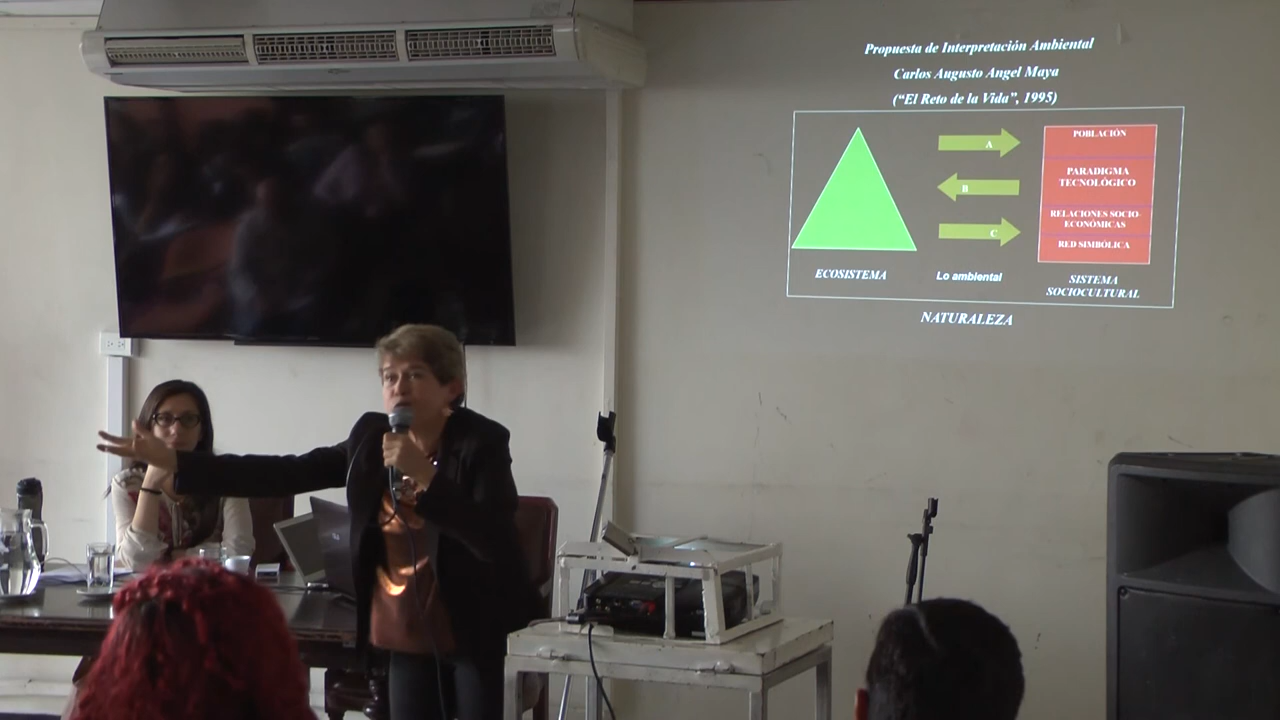 Propuesta de Interpretación Ambiental
Carlos Augusto Angel Maya
("El Reto de la Vida", 1995)
A
B
C
POBLACIÓN
PARADIGMA
TECNOLÓGICO
RELACIONES SOCIO-
ECONÓMICAS
RED SIMBÓLICA
ECOSISTEMA
Lo ambiental
SISTEMA
SOCIOCULTURAL
NATURALEZA